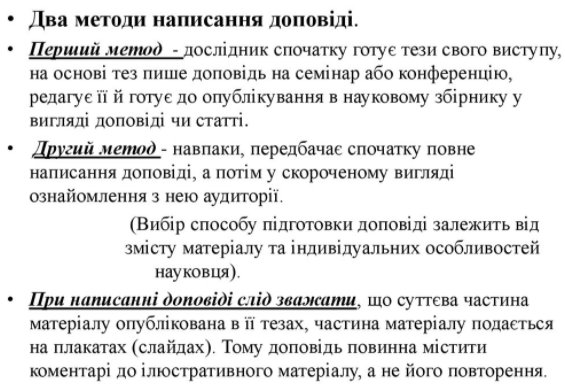 • Два методи написання доповіді.
• Перший метод - дослідник спочатку готує тези свого виступу,
на основі тез пише доповідь на семінар або конференцію,
редагує її й готує до опублікування в науковому збірнику у
вигляді доповіді чи статті.
• Другий метод - навпаки, передбачає спочатку повне
написання доповіді, а потім у скороченому вигляді
ознайомлення з нею аудиторії.
(Вибір способу підготовки доповіді залежить від
змісту матеріалу та індивідуальних особливостей
науковця).
• При написанні доповіді слід зважати, що суттєва частина
матеріалу опублікована в її тезах, частина матеріалу подається
на плакатах (слайдах). Тому доповідь повинна містити
коментарі до ілюстративного матеріалу, а не його повторення.